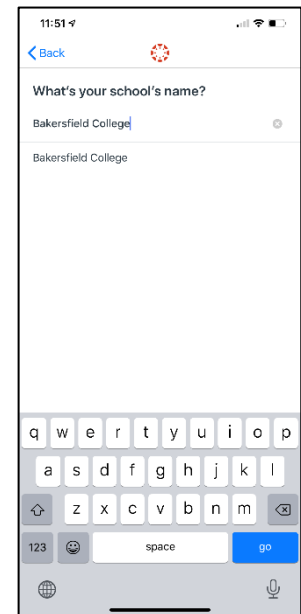 11:51
Back
What's your school's name?
Bakersfield College
Bakersfield College
q w e r t y u i o p
a s d f g h j k l
z x c v b n m
123 space go